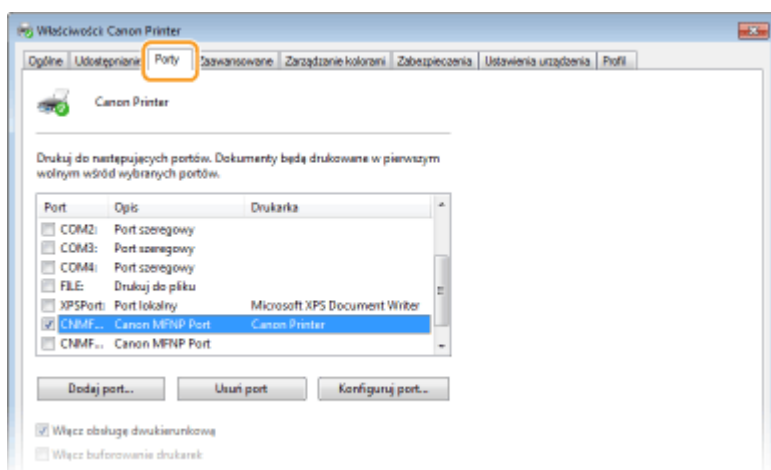 Właściwości: Canon Printer
Ogólne Udostępnianie Porty Zaawansowane Zarządzanie kolorami Zabezpieczenia Ustawienia urządzenia Profil
Canon Printer
Drukuj do następujących portów. Dokumenty będą drukowane w pierwszym
wolnym wśród wybranych portów.
Port Opis Drukarka
COM2: Port szeregowy
COM3: Port szeregowy
COM4: Port szeregowy
FILE: Drukuj do pliku
XPSPort: Port lokalny Microsoft XPS Document Writer
CNMF... Canon MFNP Port Canon Printer
CNMF... Canon MFNP Port
Dodaj port... Usuń port Konfiguruj port...
Włącz obsługę dwukierunkową
Włącz buforowanie drukarek